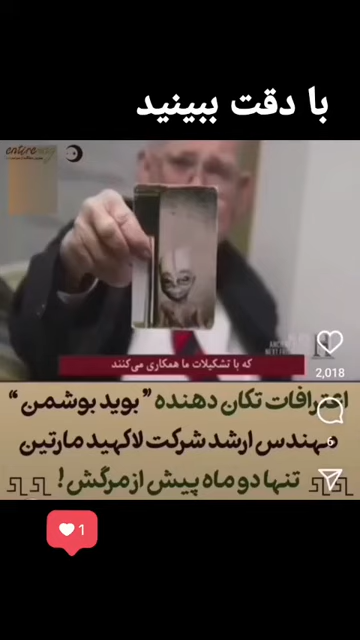 با دقت ببینید
که با تشکیلات ما همکاری می‌کنند
2,018
اعترافات تکان دهنده ”بوید بوشمن“
مهندس ارشد شرکت لاکهید مارتین
6
تنها دو ماه پیش از مرگش!
1